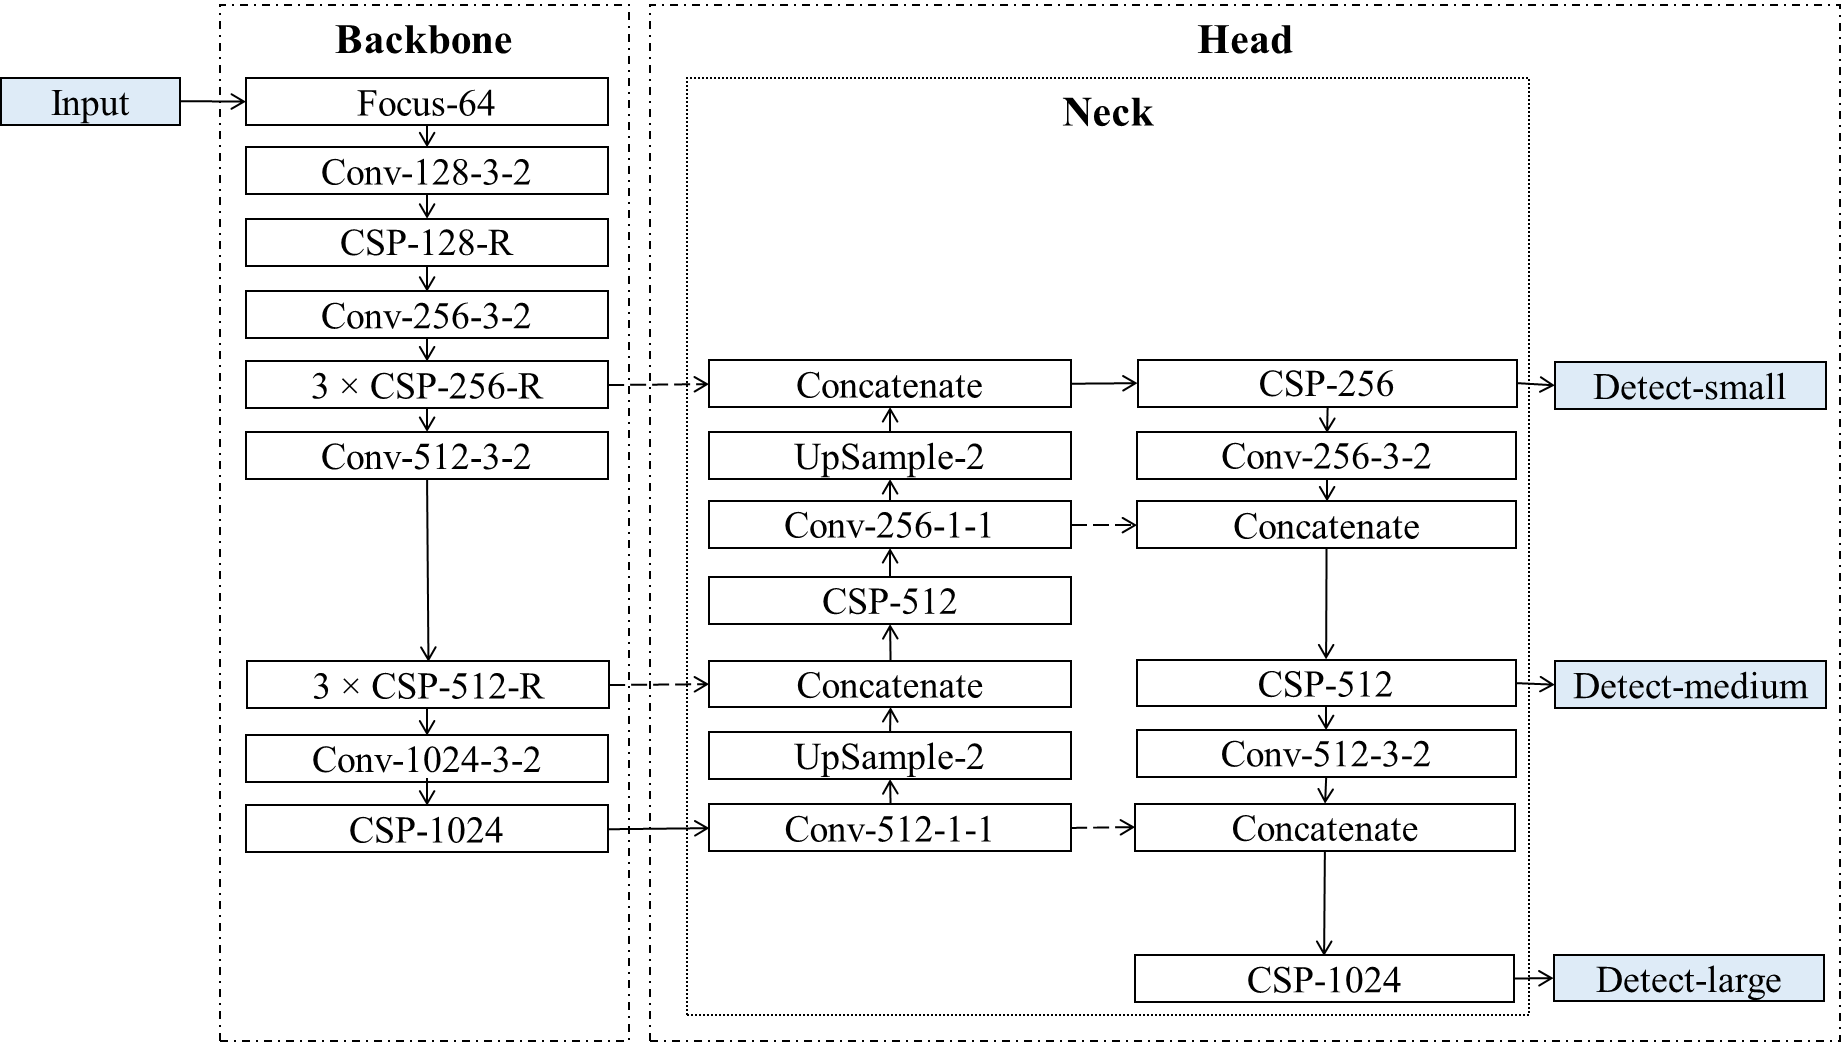 Backbone
Head
Input
Focus-64
Neck
Conv-128-3-2
CSP-128-R
Conv-256-3-2
3 × CSP-256-R
Concatenate
CSP-256
Detect-small
Conv-512-3-2
UpSample-2
Conv-256-3-2
Conv-256-1-1
Concatenate
CSP-512
3 × CSP-512-R
Concatenate
CSP-512
Detect-medium
Conv-1024-3-2
UpSample-2
Conv-512-3-2
CSP-1024
Conv-512-1-1
Concatenate
CSP-1024
Detect-large